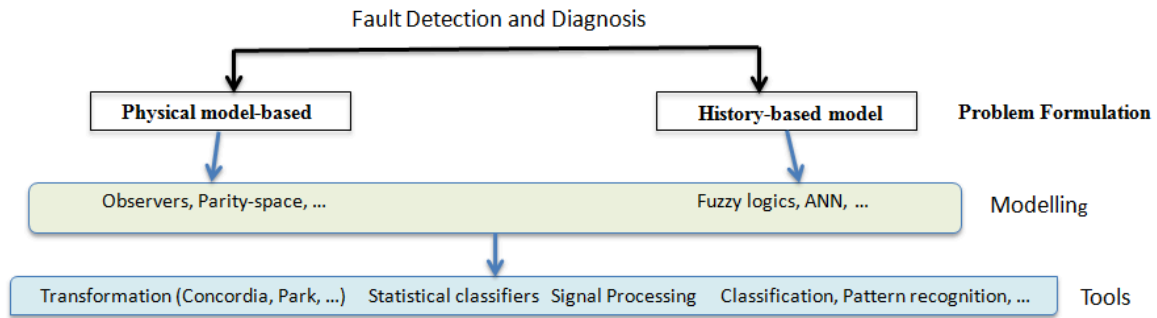 Fault Detection and Diagnosis
Physical model-based
History-based model
Problem Formulation
Observers, Parity-space, ...
Fuzzy logics, ANN, ...
Modelling
Transformation (Concordia, Park, ...)
Statistical classifiers
Signal Processing
Classification, Pattern recognition, ...
Tools